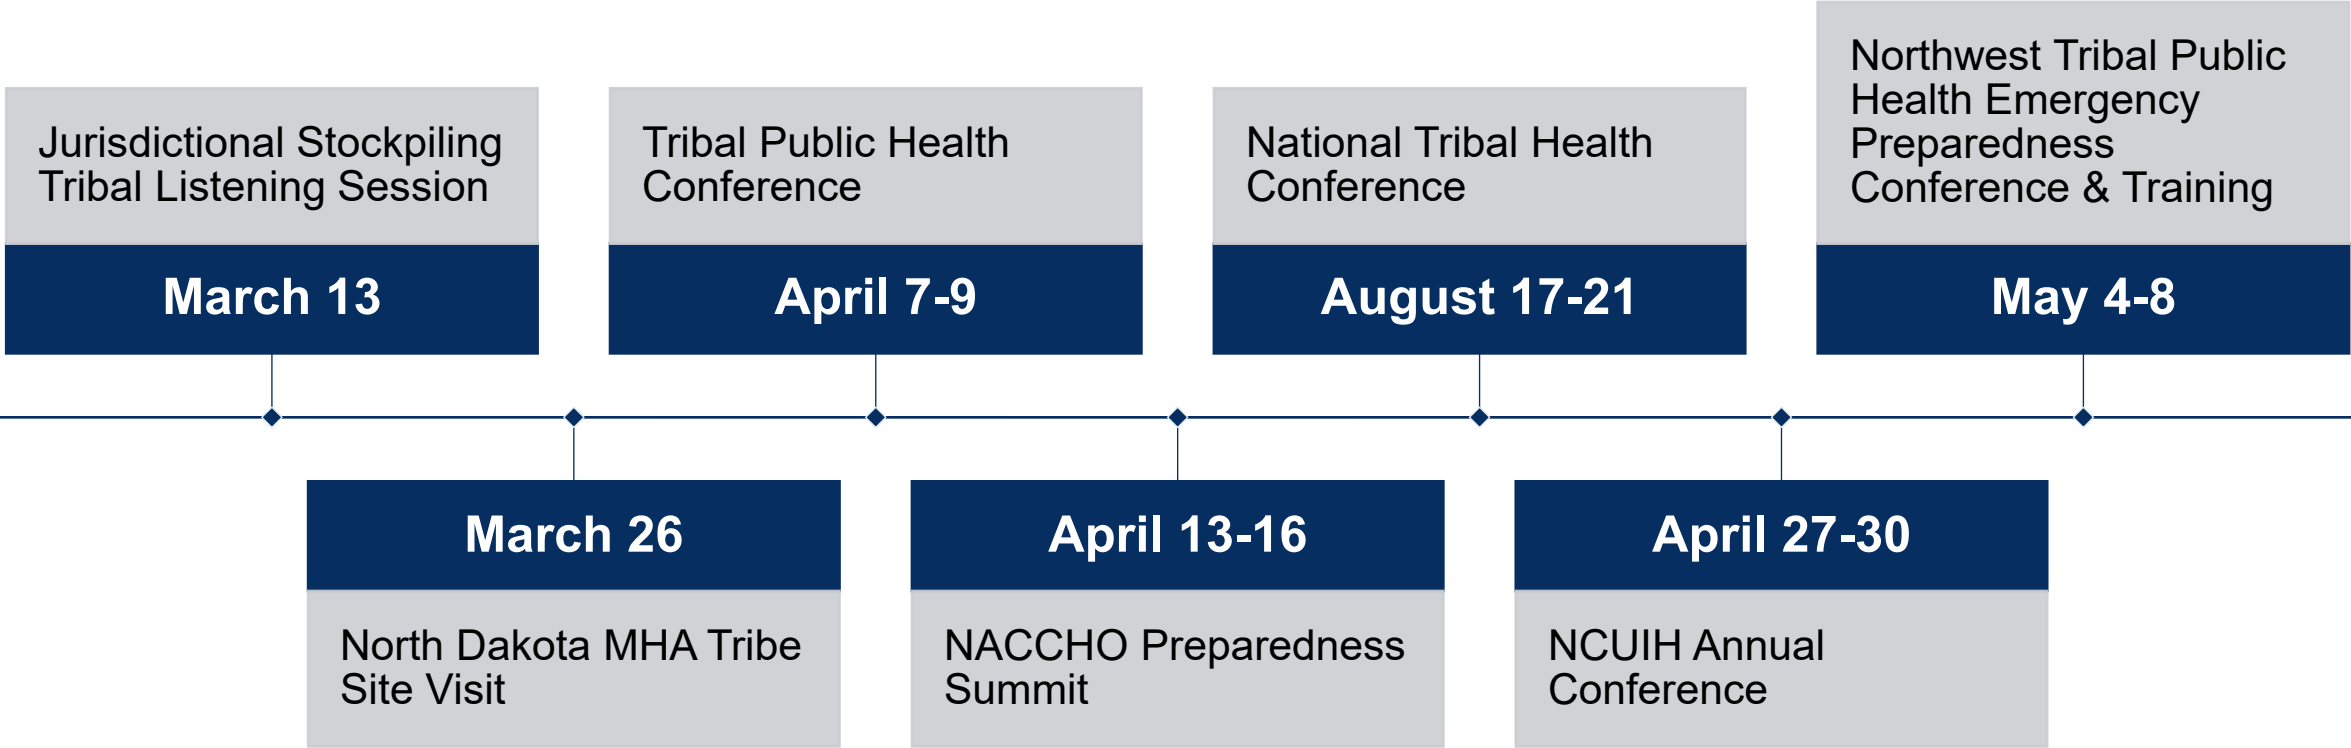 Jurisdictional Stockpiling
Tribal Listening Session
March 13
March 26
North Dakota MHA Tribe
Site Visit
Tribal Public Health
Conference
April 7-9
April 13-16
NACCHO Preparedness
Summit
National Tribal Health
Conference
August 17-21
April 27-30
NCUIH Annual
Conference
Northwest Tribal Public
Health Emergency
Preparedness
Conference & Training
May 4-8